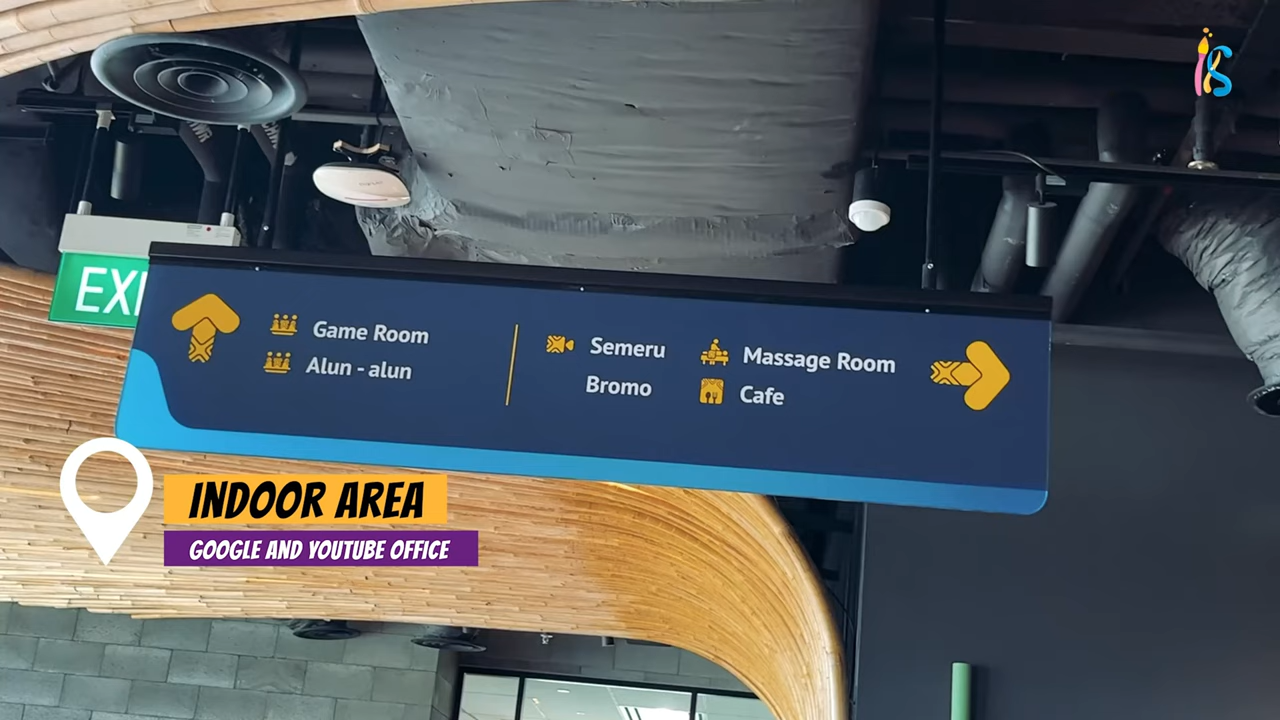 EXI
Game Room
Alun - alun
Semeru
Bromo
Massage Room
Cafe
INDOOR AREA
GOOGLE AND YOUTUBE OFFICE